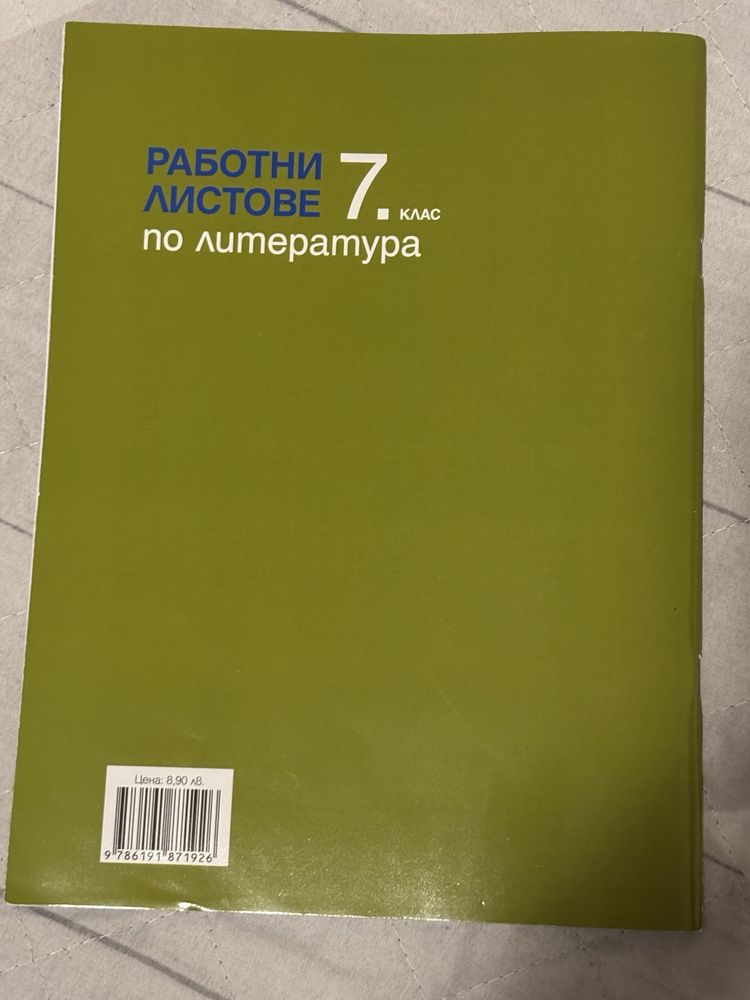 РАБОТНИ
ЛИСТОВЕ 7. КЛАС
по литература
Цена: 8,90 лв.
9 786191 871926